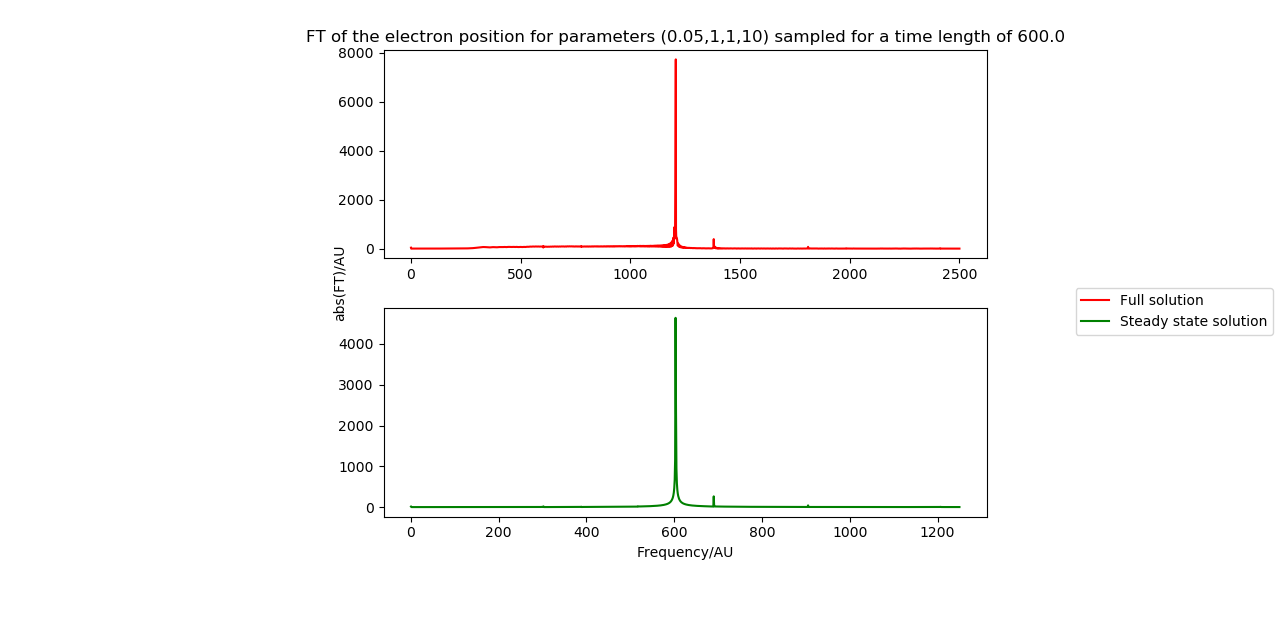 FT of the electron position for parameters (0.05,1,1,10) sampled for a time length of 600.0
8000
6000
4000
2000
0
0 500 1000 1500 2000 2500
abs(FT)/AU
Full solution
Steady state solution
4000
3000
2000
1000
0
0 200 400 600 800 1000 1200
Frequency/AU